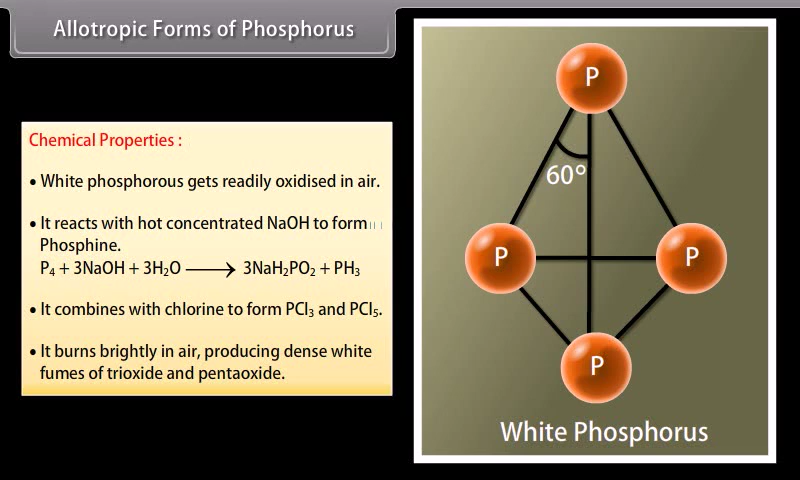 Allotropic Forms of Phosphorus
Chemical Properties :
• White phosphorous gets readily oxidised in air.
• It reacts with hot concentrated NaOH to form
Phosphine.
P₄ + 3NaOH + 3H₂O ⟶ 3NaH₂PO₂ + PH₃
• It combines with chlorine to form PCl₃ and PCl₅.
• It burns brightly in air, producing dense white
fumes of trioxide and pentaoxide.
P
60°
P
P
P
White Phosphorus